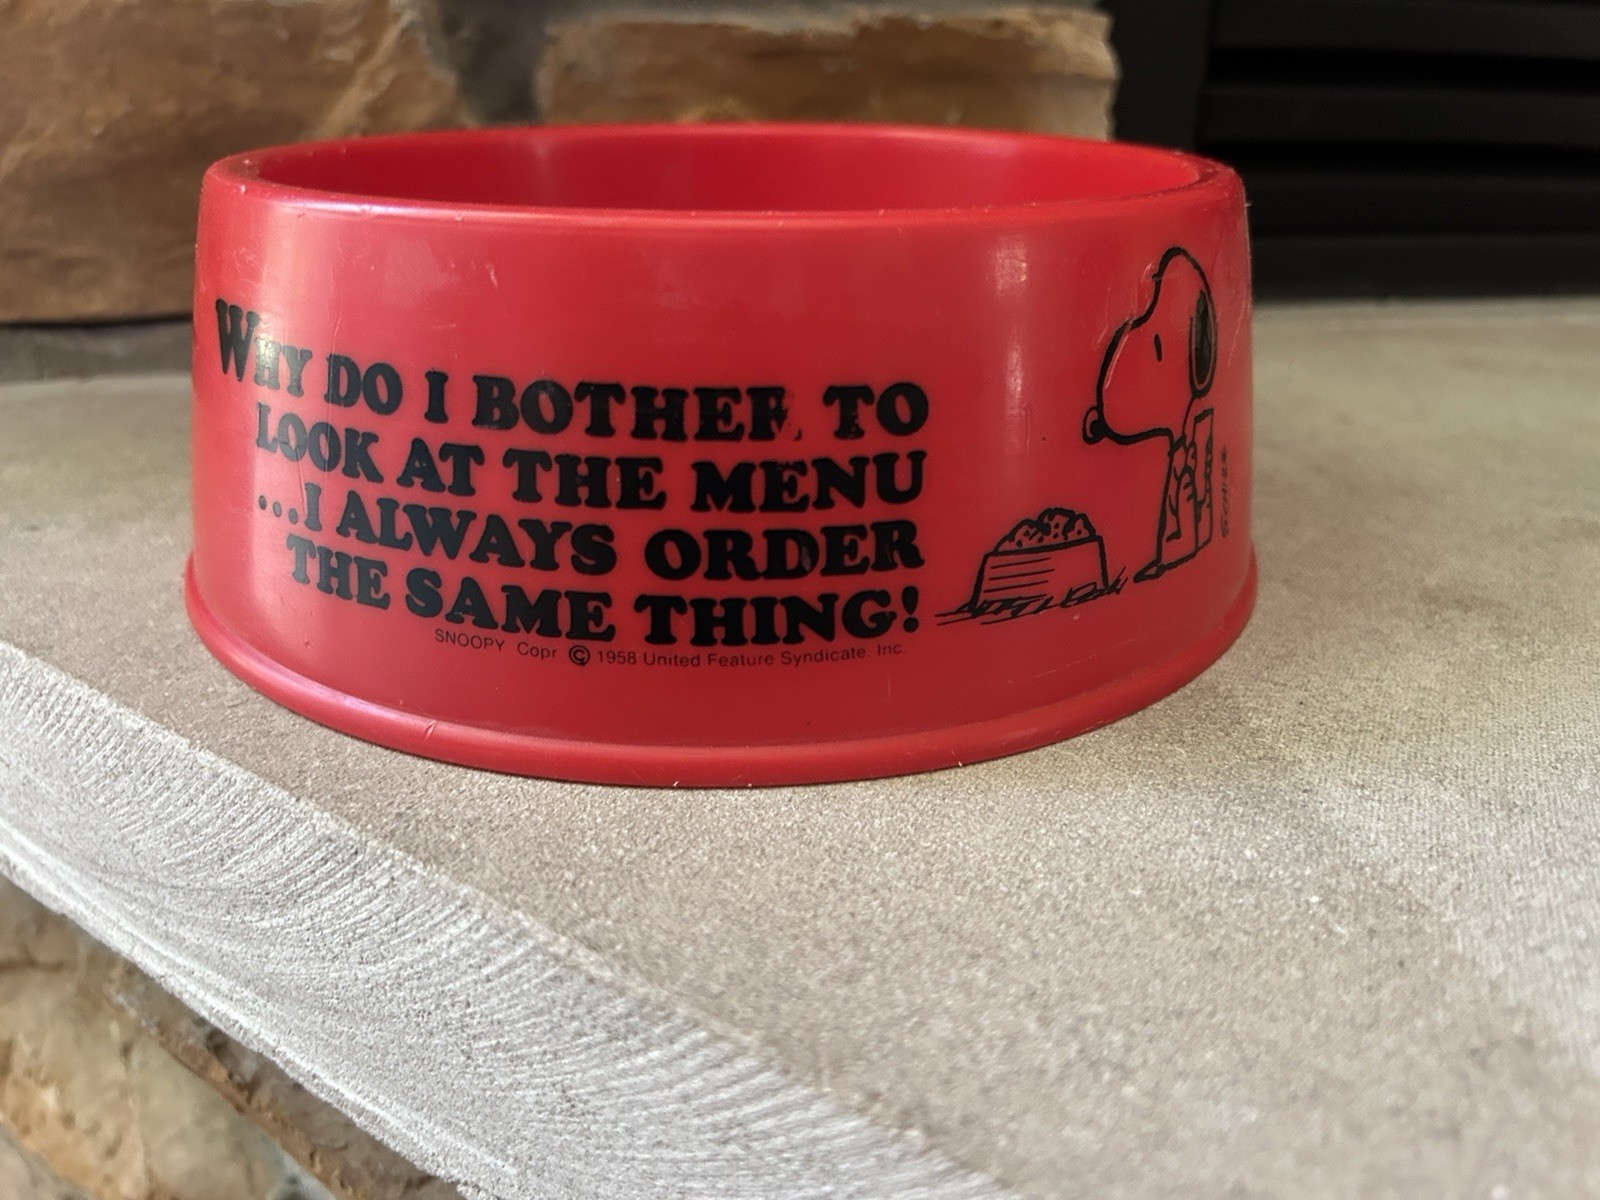 WHY DO I BOTHER TO
LOOK AT THE MENU
...I ALWAYS ORDER
THE SAME THING!
SNOOPY Copr © 1958 United Feature Syndicate. Inc.